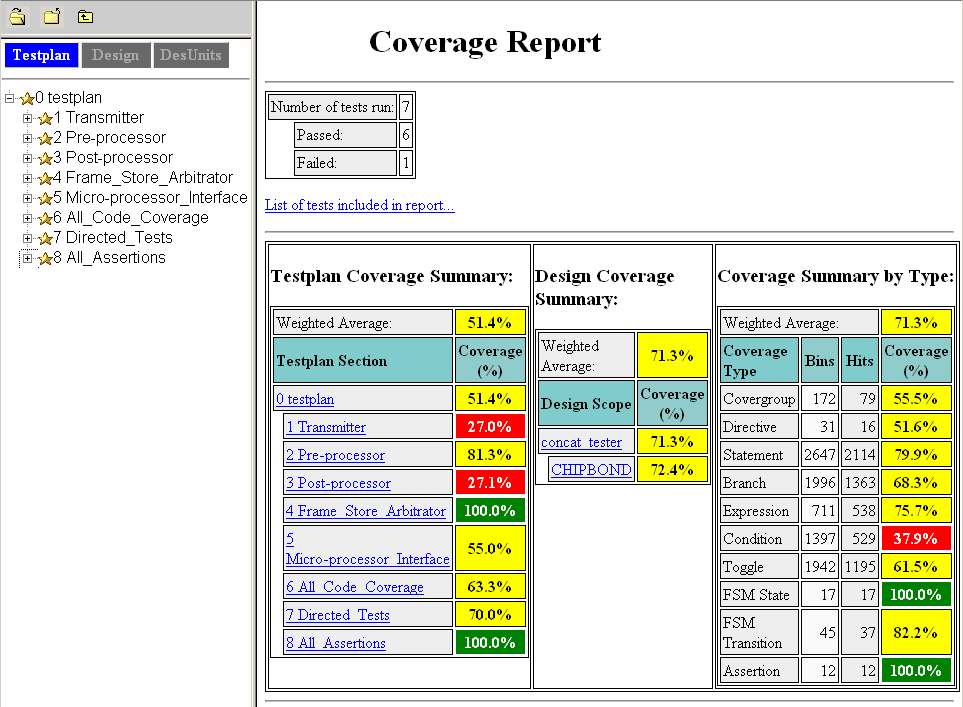 Testplan Design DesUnits
0 testplan
1 Transmitter
2 Pre-processor
3 Post-processor
4 Frame_Store_Arbitrator
5 Micro-processor_Interface
6 All_Code_Coverage
7 Directed_Tests
8 All_Assertions
Coverage Report
Number of tests run: 7
Passed: 6
Failed: 1
List of tests included in report...
Testplan Coverage Summary:
Weighted Average: 51.4%
Testplan Section Coverage
(%)
0 testplan 51.4%
1 Transmitter 27.0%
2 Pre-processor 81.3%
3 Post-processor 27.1%
4 Frame_Store_Arbitrator 100.0%
5
Micro-processor_Interface 55.0%
6 All_Code_Coverage 63.3%
7 Directed_Tests 70.0%
8 All_Assertions 100.0%
Design Coverage
Summary:
Weighted
Average: 71.3%
Design Scope Coverage
(%)
concat_tester 71.3%
CHIPBOND 72.4%
Coverage Summary by Type:
Weighted Average: 71.3%
Coverage
Type Bins Hits Coverage
(%)
Covergroup 172 79 55.5%
Directive 31 16 51.6%
Statement 2647 2114 79.9%
Branch 1996 1363 68.3%
Expression 711 538 75.7%
Condition 1397 529 37.9%
Toggle 1942 1195 61.5%
FSM State 17 17 100.0%
FSM
Transition 45 37 82.2%
Assertion 12 12 100.0%